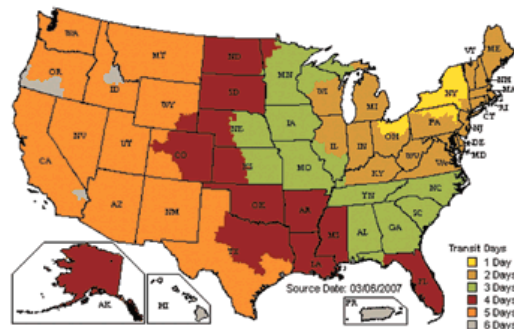 WA
MT
ND
MN
VT
ME
OR
ID
SD
WI
MI
NY
NH
MA
WY
IA
PA
CT
RI
NV
NE
OH
NJ
UT
CO
IL
IN
DE
CA
KS
MO
WV
VA
MD
KY
AZ
NM
OK
AR
TN
NC
SC
TX
LA
AL
GA
FL
AK
HI
PR
Source Date: 03/06/2007
Transit Days
1 Day
2 Days
3 Days
4 Days
5 Days
6 Days